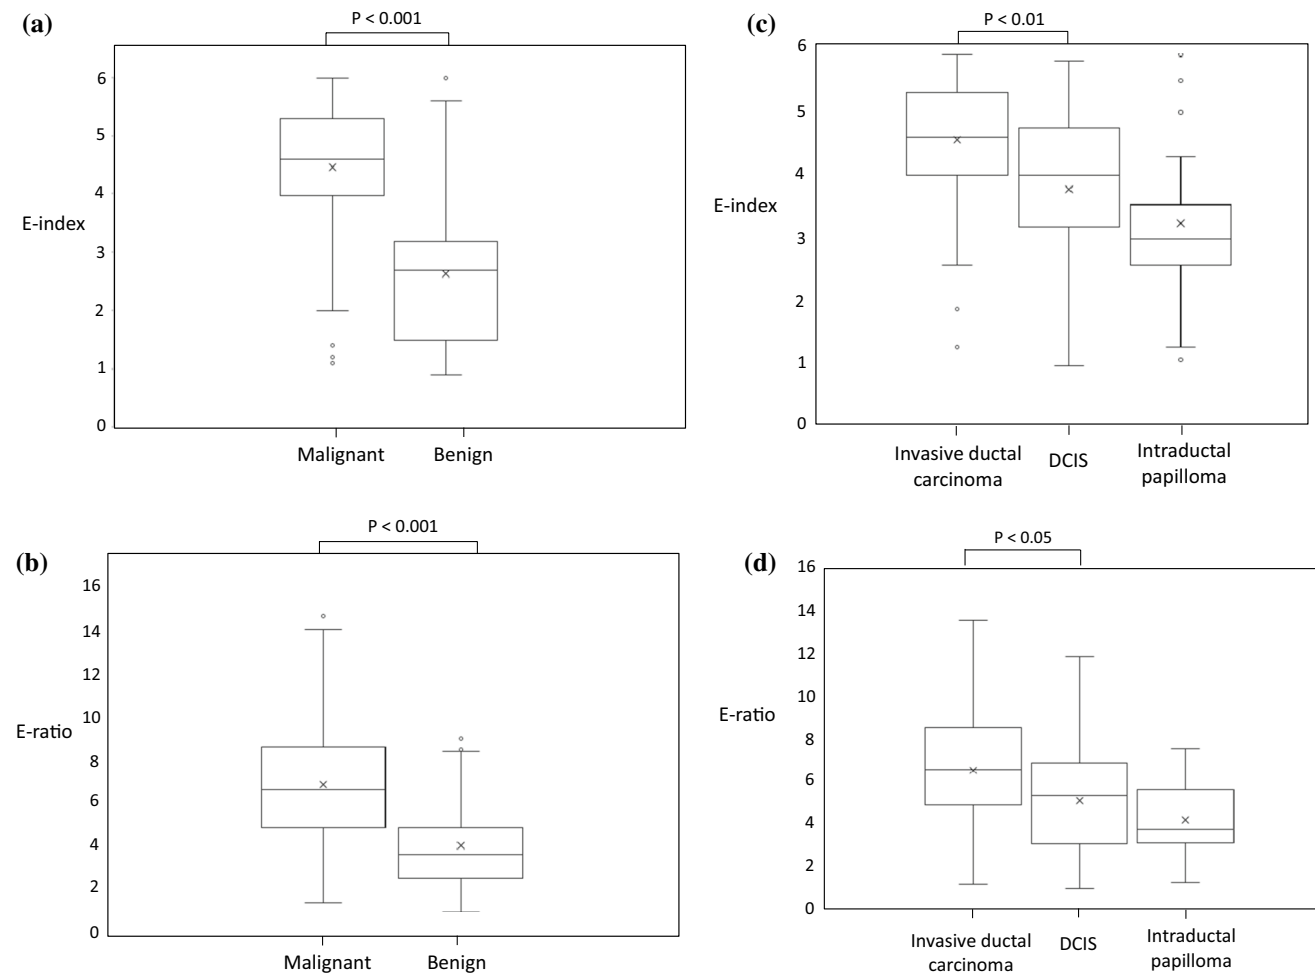 (a)
P < 0.001
6
5
4
E-index
3
2
1
0
Malignant
Benign
(c)
P < 0.01
6
5
4
E-index
3
2
1
0
Invasive ductal
carcinoma
DCIS
Intraductal
papilloma
(b)
P < 0.001
16
14
12
10
E-ratio
8
6
4
2
0
Malignant
Benign
(d)
P < 0.05
16
14
12
10
E-ratio
8
6
4
2
0
Invasive ductal
carcinoma
DCIS
Intraductal
papilloma